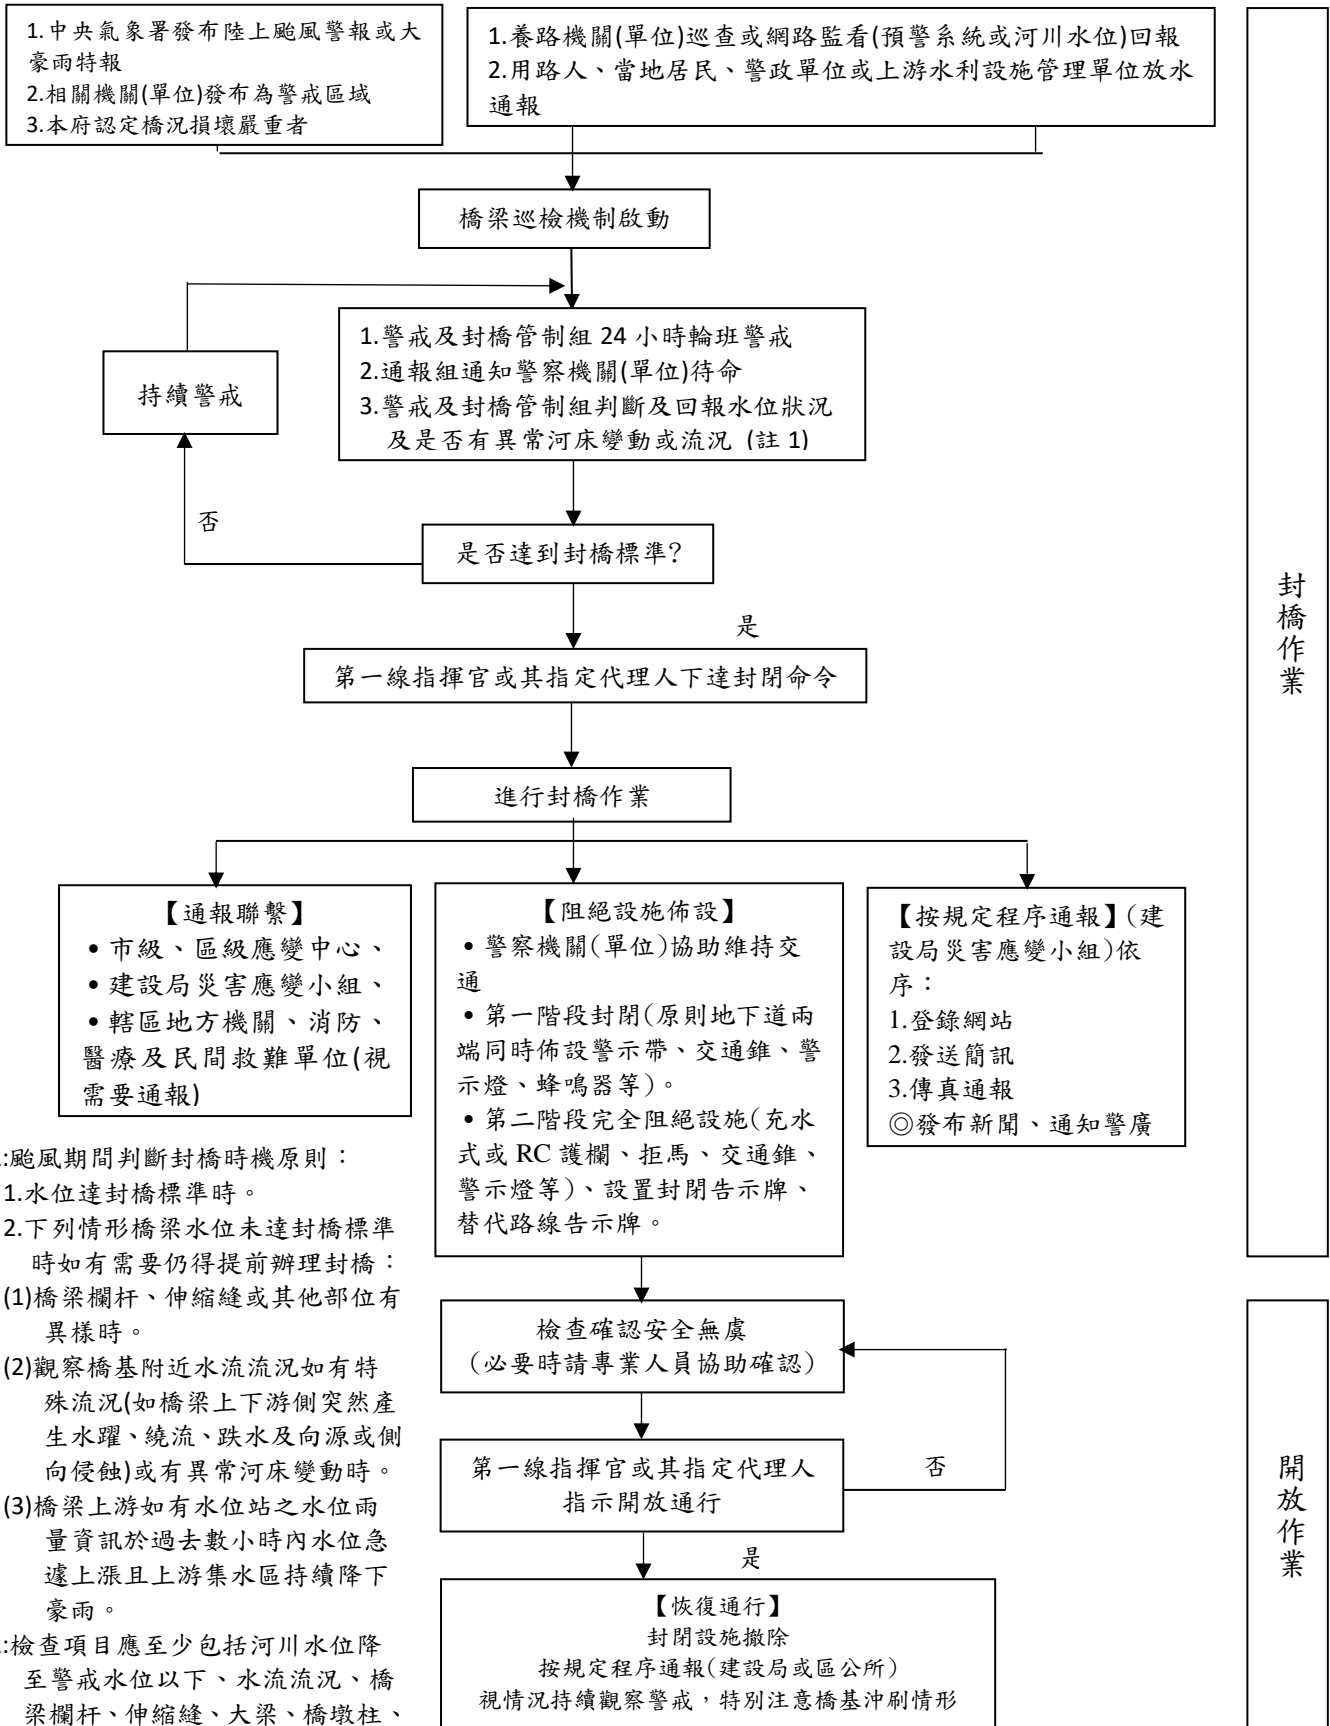 1.中央氣象署發布陸上颱風警報或大
豪雨特報
2.相關機關(單位)發布為警戒區域
3.本府認定橋況損壞嚴重者
1.養路機關(單位)巡查或網路監看(預警系統或河川水位)回報
2.用路人、當地居民、警政單位或上游水利設施管理單位放水
通報
橋梁巡檢機制啟動
持續警戒
1.警戒及封橋管制組 24 小時輪班警戒
2.通報組通知警察機關(單位)待命
3.警戒及封橋管制組判斷及回報水位狀況
及是否有異常河床變動或流況 (註 1)
否
是否達到封橋標準?
是
第一線指揮官或其指定代理人下達封閉命令
進行封橋作業
【通報聯繫】
• 市級、區級應變中心、
• 建設局災害應變小組、
• 轄區地方機關、消防、
醫療及民間救難單位(視
需要通報)
【阻絕設施佈設】
• 警察機關(單位)協助維持交
通
• 第一階段封閉(原則地下道兩
端同時佈設警示帶、交通錐、警
示燈、蜂鳴器等)。
• 第二階段完全阻絕設施(充水
式或 RC 護欄、拒馬、交通錐、
警示燈等)、設置封閉告示牌、
替代路線告示牌。
【按規定程序通報】(建
設局災害應變小組)依
序：
1.登錄網站
2.發送簡訊
3.傳真通報
◎發布新聞、通知警廣
封橋作業
:颱風期間判斷封橋時機原則：
1.水位達封橋標準時。
2.下列情形橋梁水位未達封橋標準
時如有需要仍得提前辦理封橋：
(1)橋梁欄杆、伸縮縫或其他部位有
異樣時。
(2)觀察橋基附近水流流況如有特
殊流況(如橋梁上下游側突然產
生水躍、繞流、跌水及向源或側
向侵蝕)或有異常河床變動時。
(3)橋梁上游如有水位站之水位雨
量資訊於過去數小時內水位急
遽上漲且上游集水區持續降下
豪雨。
:檢查項目應至少包括河川水位降
至警戒水位以下、水流流況、橋
梁欄杆、伸縮縫、大梁、橋墩柱、
檢查確認安全無虞
(必要時請專業人員協助確認)
第一線指揮官或其指定代理人
指示開放通行
否
是
【恢復通行】
封閉設施撤除
按規定程序通報(建設局或區公所)
視情況持續觀察警戒，特別注意橋基沖刷情形
開放作業